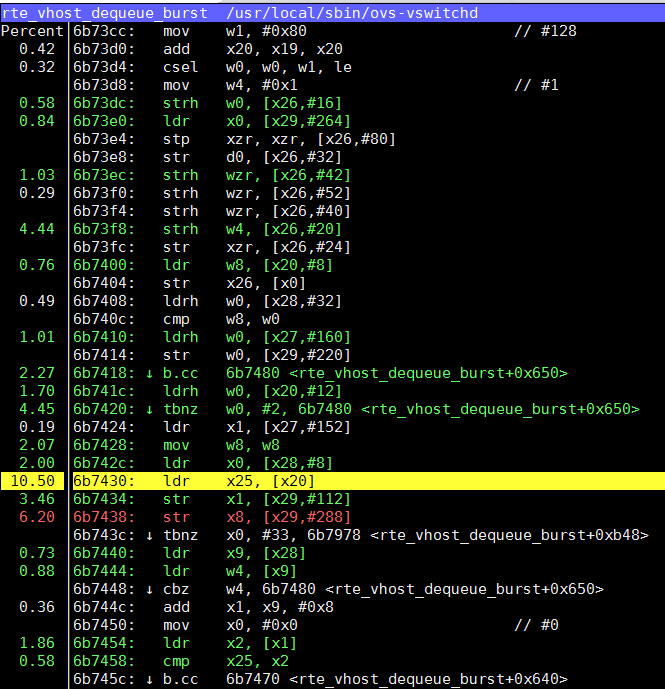 rte_vhost_dequeue_burst  /usr/local/sbin/ovs-vswitchd
Percent│ 6b73cc:   mov    w1, #0x80                       // #128
  0.42 │ 6b73d0:   add    x20, x19, x20
  0.32 │ 6b73d4:   csel   w0, w0, w1, le
       │ 6b73d8:   mov    w4, #0x1                        // #1
  0.58 │ 6b73dc:   strh   w0, [x26,#16]
  0.84 │ 6b73e0:   ldr    x0, [x29,#264]
       │ 6b73e4:   stp    xzr, xzr, [x26,#80]
       │ 6b73e8:   str    d0, [x26,#32]
  1.03 │ 6b73ec:   strh   wzr, [x26,#42]
  0.29 │ 6b73f0:   strh   wzr, [x26,#52]
       │ 6b73f4:   strh   wzr, [x26,#40]
  4.44 │ 6b73f8:   strh   w4, [x26,#20]
       │ 6b73fc:   str    xzr, [x26,#24]
  0.76 │ 6b7400:   ldr    w8, [x20,#8]
       │ 6b7404:   str    x26, [x0]
  0.49 │ 6b7408:   ldrh   w0, [x28,#32]
       │ 6b740c:   cmp    w8, w0
  1.01 │ 6b7410:   ldrh   w0, [x27,#160]
       │ 6b7414:   str    w0, [x29,#220]
  2.27 │ 6b7418: ↓ b.cc   6b7480 <rte_vhost_dequeue_burst+0x650>
  1.70 │ 6b741c:   ldrh   w0, [x20,#12]
  4.45 │ 6b7420: ↓ tbnz   w0, #2, 6b7480 <rte_vhost_dequeue_burst+0x650>
  0.19 │ 6b7424:   ldr    x1, [x27,#152]
  2.07 │ 6b7428:   mov    w8, w8
  2.00 │ 6b742c:   ldr    x0, [x28,#8]
 10.50 │ 6b7430:   ldr    x25, [x20]
  3.46 │ 6b7434:   str    x1, [x29,#112]
  6.20 │ 6b7438:   str    x8, [x29,#288]
       │ 6b743c: ↓ tbnz   x0, #33, 6b7978 <rte_vhost_dequeue_burst+0xb48>
  0.73 │ 6b7440:   ldr    x9, [x28]
  0.88 │ 6b7444:   ldr    w4, [x9]
       │ 6b7448: ↓ cbz    w4, 6b7480 <rte_vhost_dequeue_burst+0x650>
  0.36 │ 6b744c:   add    x1, x9, #0x8
       │ 6b7450:   mov    x0, #0x0                        // #0
  1.86 │ 6b7454:   ldr    x2, [x1]
  0.58 │ 6b7458:   cmp    x25, x2
       │ 6b745c: ↓ b.cc   6b7470 <rte_vhost_dequeue_burst+0x640>